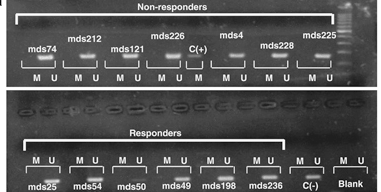 Non-responders
mds74 mds212 mds121 mds226 C(+) mds4 mds228 mds225
M U M U M U M U M M U M U M U
Responders
M U M U M U M U M U M U M U M U
mds25 mds54 mds50 mds49 mds198 mds236 C(-) Blank